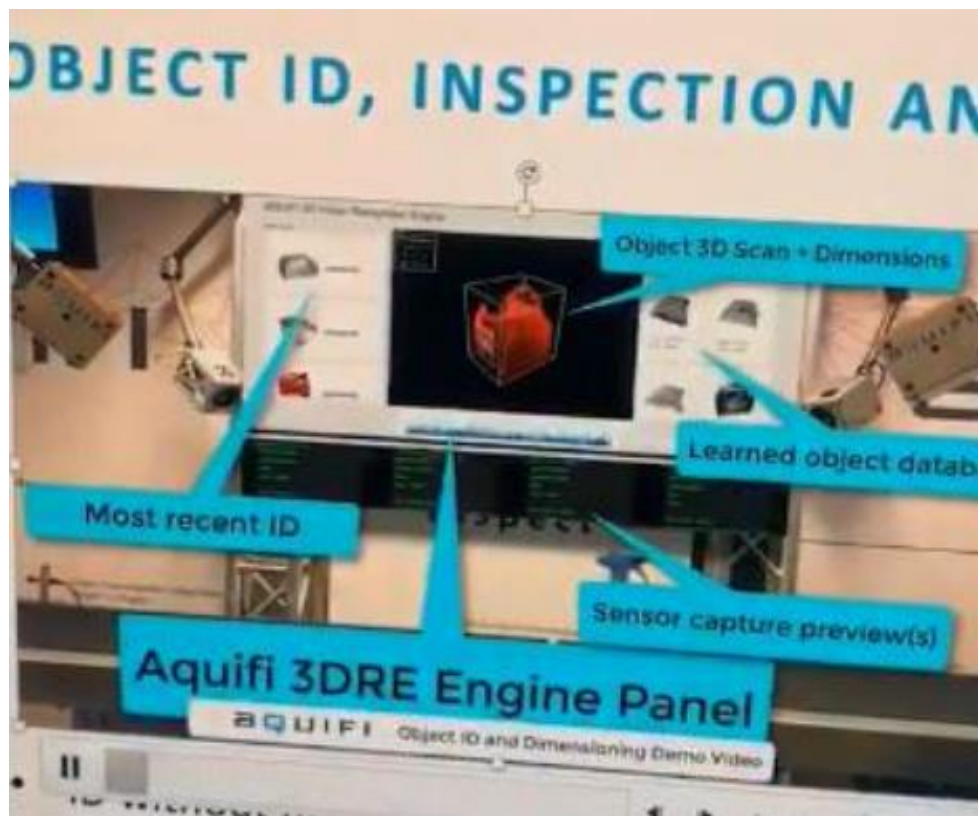 OBJECT ID, INSPECTION AN
Object 3D Scan + Dimensions
Learned object datab
Most recent ID
spect
Sensor capture preview(s)
Aquifi 3DRE Engine Panel
AQUIFI Object ID and Dimensioning Demo Video